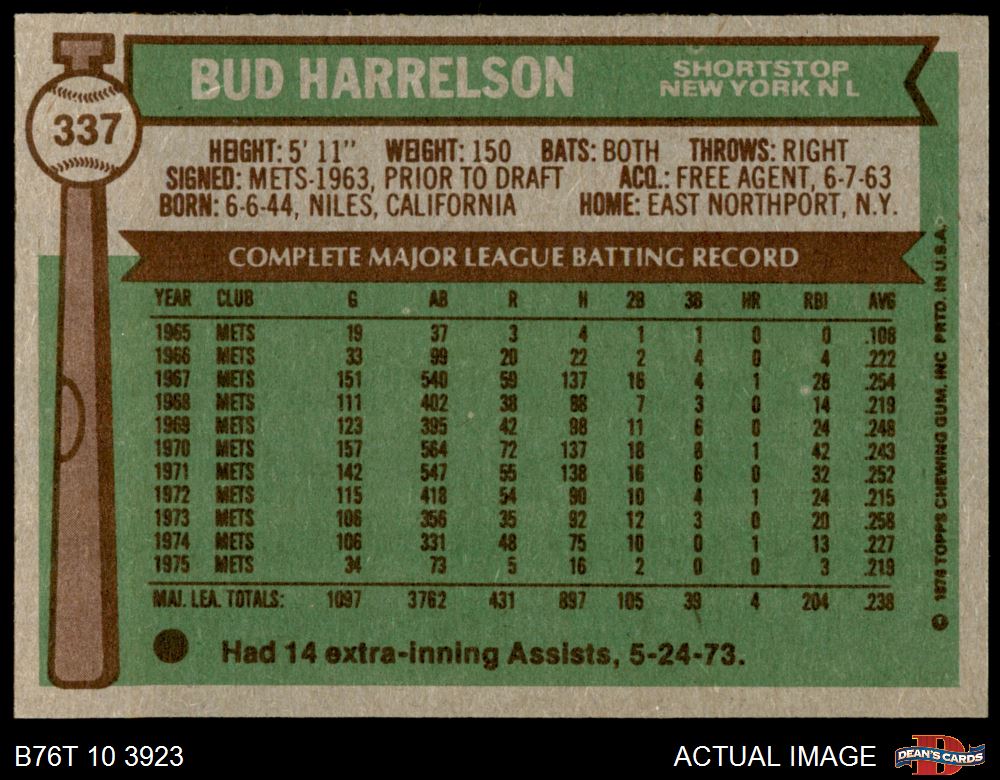 BUD HARRELSON
SHORTSTOP
NEW YORK N L
337
HEIGHT: 5' 11" WEIGHT: 150 BATS: BOTH THROWS: RIGHT
SIGNED: METS-1963, PRIOR TO DRAFT ACQ.: FREE AGENT, 6-7-63
BORN: 6-6-44, NILES, CALIFORNIA HOME: EAST NORTHPORT, N.Y.
COMPLETE MAJOR LEAGUE BATTING RECORD
YEAR CLUB G AB R H 2B 3B HR RBI AVG
1965 METS 19 37 3 4 1 1 0 0 .108
1966 METS 33 99 20 22 2 4 0 4 .222
1967 METS 151 540 59 137 16 4 1 28 .254
1968 METS 111 402 38 88 7 3 0 14 .219
1969 METS 123 395 42 98 11 6 0 24 .248
1970 METS 157 564 72 137 18 8 1 42 .243
1971 METS 142 547 55 138 16 6 0 32 .252
1972 METS 115 418 54 90 10 4 1 24 .215
1973 METS 106 356 35 92 12 3 0 20 .258
1974 METS 106 331 48 75 10 0 1 13 .227
1975 METS 34 73 5 16 2 0 0 3 .219
MAJ. LEA. TOTALS: 1097 3762 431 897 105 39 4 204 .238
Had 14 extra-inning Assists, 5-24-73.
© 1976 TOPPS CHEWING GUM, INC PRTD. IN U.S.A.
B76T 10 3923
ACTUAL IMAGE
DEAN'S CARDS